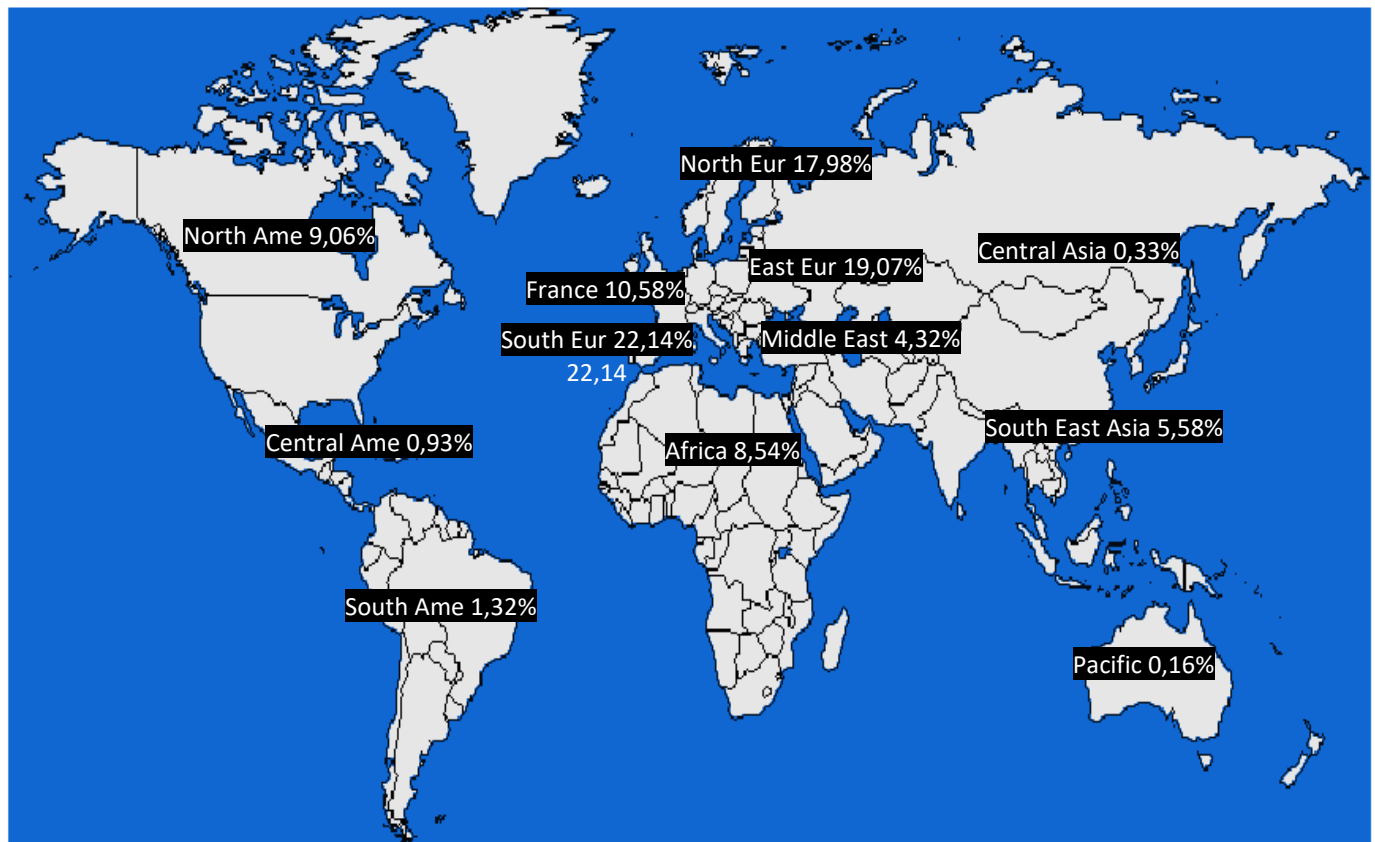 North Eur 17,98%
North Ame 9,06%
Central Asia 0,33%
East Eur 19,07%
France 10,58%
South Eur 22,14%
Middle East 4,32%
22,14
South East Asia 5,58%
Central Ame 0,93%
Africa 8,54%
South Ame 1,32%
Pacific 0,16%